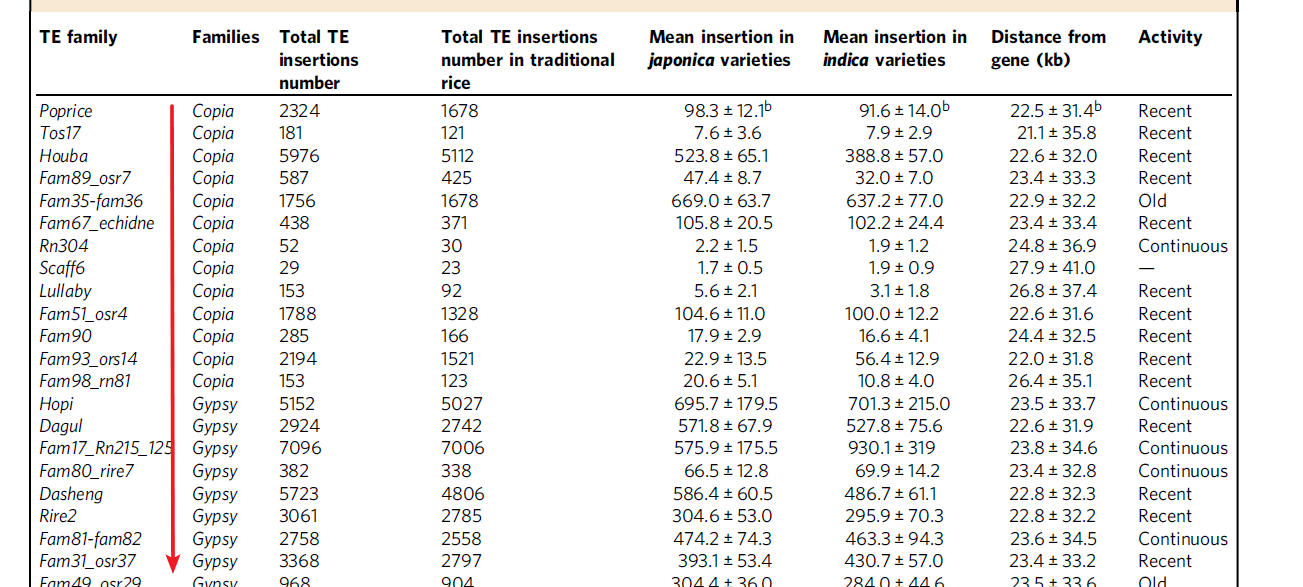 TE family Families Total TE insertions number Total TE insertions number in traditional rice Mean insertion in japonica varieties Mean insertion in indica varieties Distance from gene (kb) Activity
Poprice Copia 2324 1678 98.3 ± 12.1b 91.6 ± 14.0b 22.5 ± 31.4b Recent
Tos17 Copia 181 121 7.6 ± 3.6 7.9 ± 2.9 21.1 ± 35.8 Recent
Houba Copia 5976 5112 523.8 ± 65.1 388.8 ± 57.0 22.6 ± 32.0 Recent
Fam89_osr7 Copia 587 425 47.4 ± 8.7 32.0 ± 7.0 23.4 ± 33.3 Recent
Fam35-fam36 Copia 1756 1678 669.0 ± 63.7 637.2 ± 77.0 22.9 ± 32.2 Old
Fam67_echidne Copia 438 371 105.8 ± 20.5 102.2 ± 24.4 23.4 ± 33.4 Recent
Rn304 Copia 52 30 2.2 ± 1.5 1.9 ± 1.2 24.8 ± 36.9 Continuous
Scaff6 Copia 29 23 1.7 ± 0.5 1.9 ± 0.9 27.9 ± 41.0 —
Lullaby Copia 153 92 5.6 ± 2.1 3.1 ± 1.8 26.8 ± 37.4 Recent
Fam51_osr4 Copia 1788 1328 104.6 ± 11.0 100.0 ± 12.2 22.6 ± 31.6 Recent
Fam90 Copia 285 166 17.9 ± 2.9 16.6 ± 4.1 24.4 ± 32.5 Recent
Fam93_ors14 Copia 2194 1521 22.9 ± 13.5 56.4 ± 12.9 22.0 ± 31.8 Recent
Fam98_rn81 Copia 153 123 20.6 ± 5.1 10.8 ± 4.0 26.4 ± 35.1 Recent
Hopi Gypsy 5152 5027 695.7 ± 179.5 701.3 ± 215.0 23.5 ± 33.7 Continuous
Dagul Gypsy 2924 2742 571.8 ± 67.9 527.8 ± 75.6 22.6 ± 31.9 Recent
Fam17_Rn215_125 Gypsy 7096 7006 575.9 ± 175.5 930.1 ± 319 23.8 ± 34.6 Continuous
Fam80_rire7 Gypsy 382 338 66.5 ± 12.8 69.9 ± 14.2 23.4 ± 32.8 Continuous
Dasheng Gypsy 5723 4806 586.4 ± 60.5 486.7 ± 61.1 22.8 ± 32.3 Recent
Rire2 Gypsy 3061 2785 304.6 ± 53.0 295.9 ± 70.3 22.8 ± 32.2 Recent
Fam81-fam82 Gypsy 2758 2558 474.2 ± 74.3 463.3 ± 94.3 23.6 ± 34.5 Continuous
Fam31_osr37 Gypsy 3368 2797 393.1 ± 53.4 430.7 ± 57.0 23.4 ± 33.2 Recent
Fam49_osr29 Gypsy 968 904 304.4 ± 36.0 284.0 ± 44.6 23.5 ± 33.6 Old